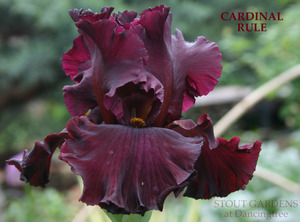 CARDINAL
RULE
STOUT GARDENS
at Dancingtree